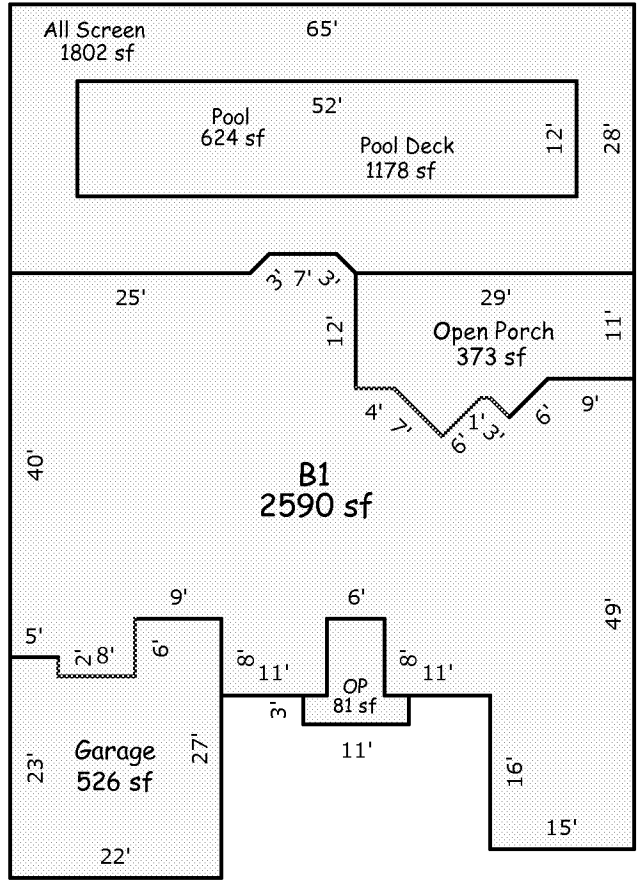 All Screen
1802 sf
65'
Pool
624 sf
52'
Pool Deck
1178 sf
12'
28'
25'
3'
7'
3'
29'
12'
Open Porch
373 sf
11'
4'
7'
6'
1'
3'
6'
9'
40'
B1
2590 sf
49'
5'
2'
8'
9'
6'
6'
8'
11'
8'
11'
OP
81 sf
3'
11'
Garage
526 sf
23'
27'
16'
15'
22'